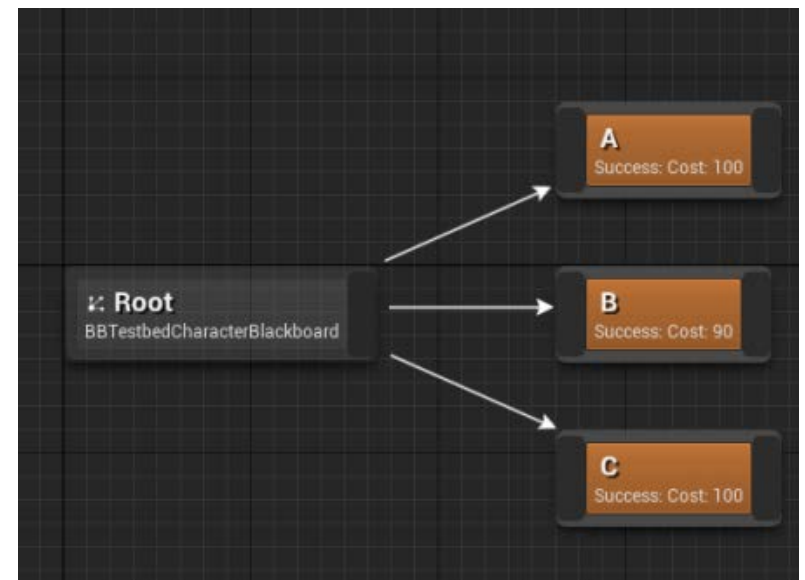 A
Success: Cost: 100
Root
BBTestbedCharacterBlackboard
B
Success: Cost: 90
C
Success: Cost: 100